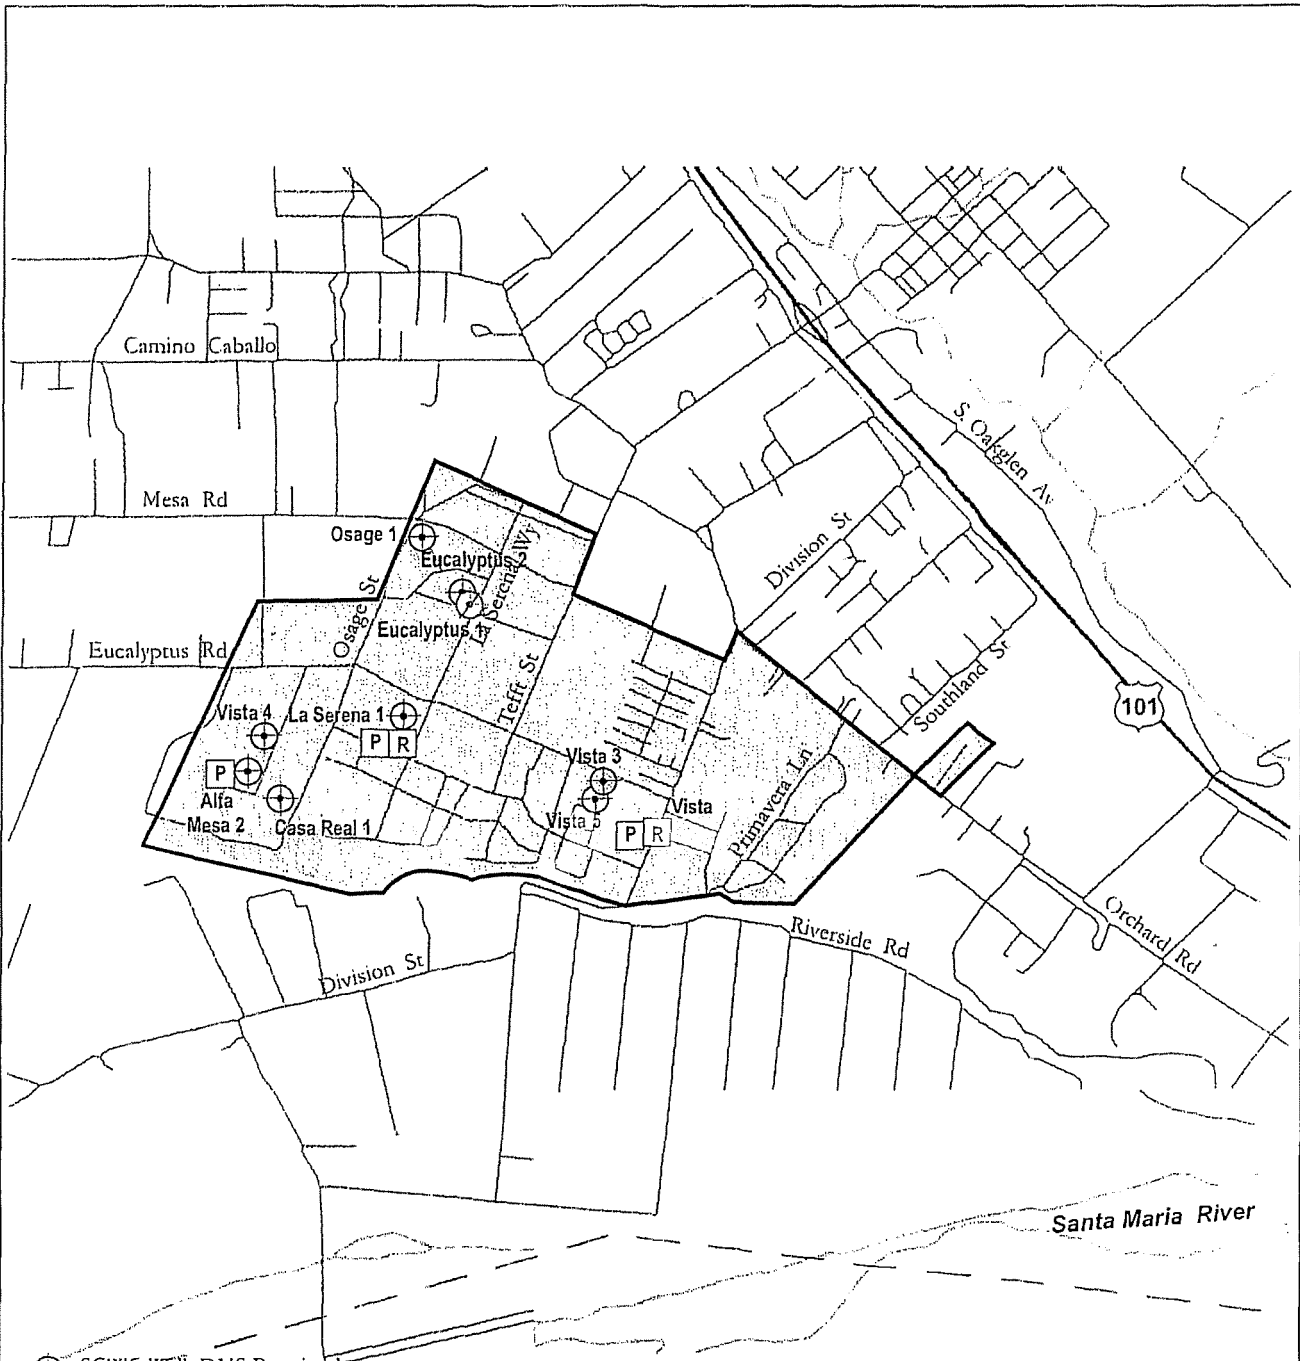 Camino Caballo
S. Oakglen Av
Mesa Rd
Osage 1
Division St
Eucalyptus
Serena Wy
Osage St
Eucalyptus 1
Eucalyptus Rd
Southland St
Tefft St
101
Vista 4
La Serena 1
P R
Vista 3
P
Alfa
Vista
Primavera Ln
Mesa 2
Casa Real 1
Vista 5
P R
Orchard Rd
Riverside Rd
Division St
Santa Maria River